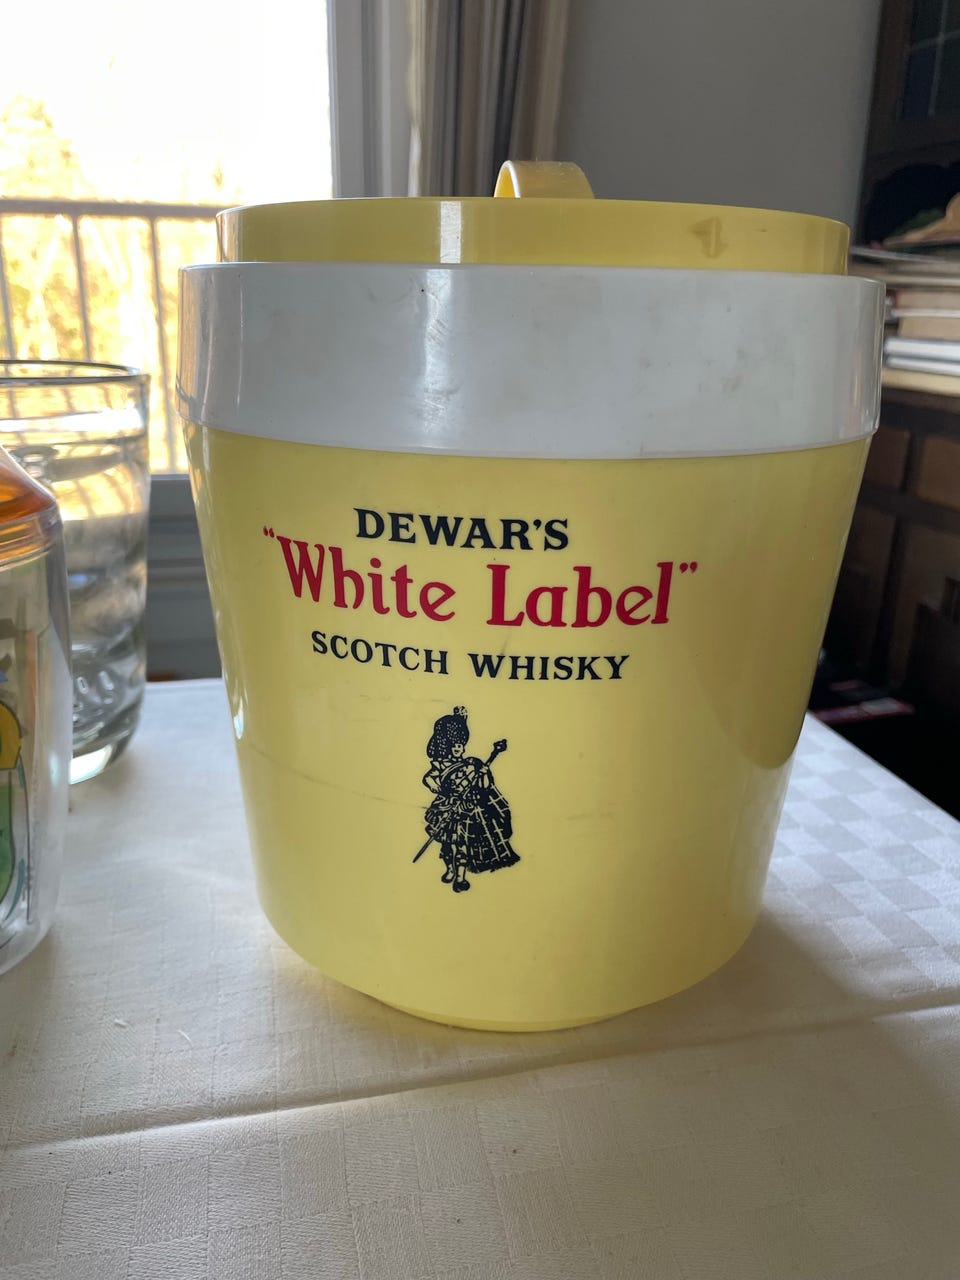 DEWAR'S
"White Label"
SCOTCH WHISKY